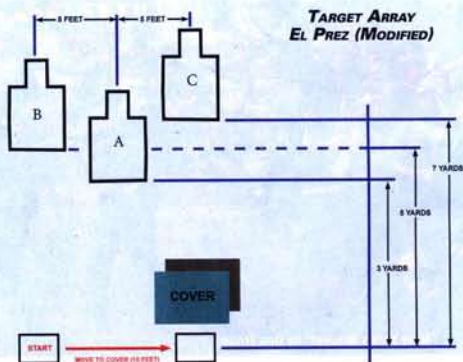 TARGET ARRAY
EL PREZ (MODIFIED)
5 FEET
5 FEET
C
B
A
7 YARDS
5 YARDS
3 YARDS
COVER
START
MOVE TO COVER (10 FEET)